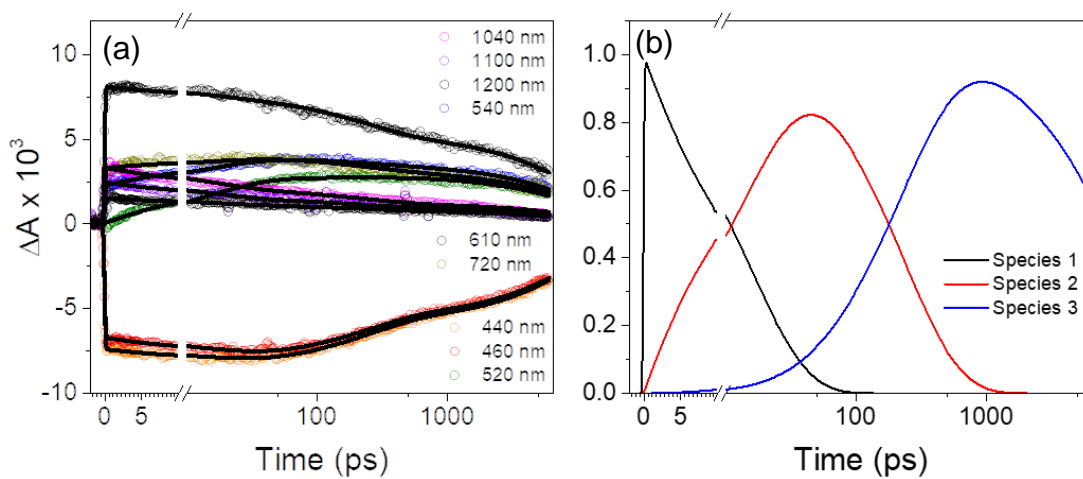 (a)
1040 nm
1100 nm
1200 nm
540 nm
610 nm
720 nm
440 nm
460 nm
520 nm
10
5
0
-5
-10
ΔA x 10³
0 5 100 1000
Time (ps)
(b)
Species 1
Species 2
Species 3
1.0
0.8
0.6
0.4
0.2
0.0
0 5 100 1000
Time (ps)